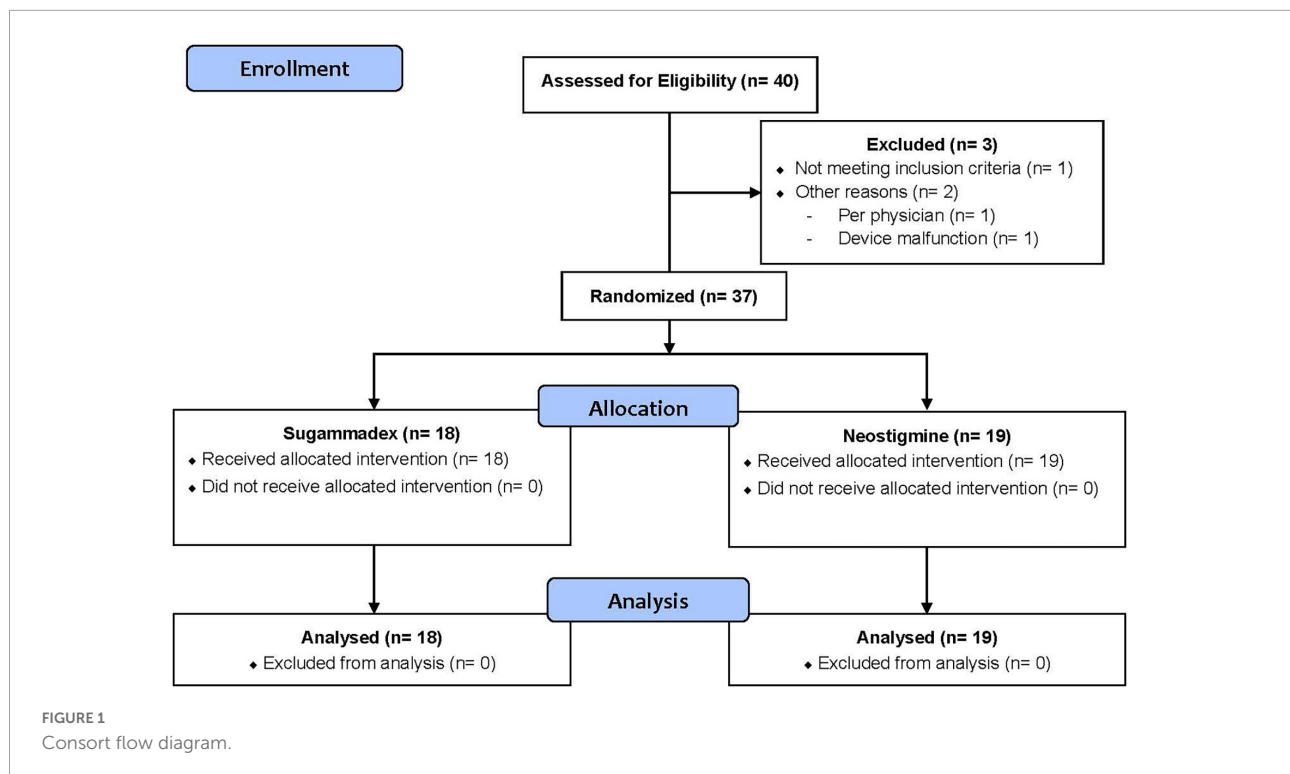 Enrollment
Assessed for Eligibility (n= 40)
Excluded (n= 3)
◆ Not meeting inclusion criteria (n= 1)
◆ Other reasons (n= 2)
- Per physician (n= 1)
- Device malfunction (n= 1)
Randomized (n= 37)
Allocation
Sugammadex (n= 18)
◆ Received allocated intervention (n= 18)
◆ Did not receive allocated intervention (n= 0)
Neostigmine (n= 19)
◆ Received allocated intervention (n= 19)
◆ Did not receive allocated intervention (n= 0)
Analysis
Analysed (n= 18)
◆ Excluded from analysis (n= 0)
Analysed (n= 19)
◆ Excluded from analysis (n= 0)
FIGURE 1
Consort flow diagram.